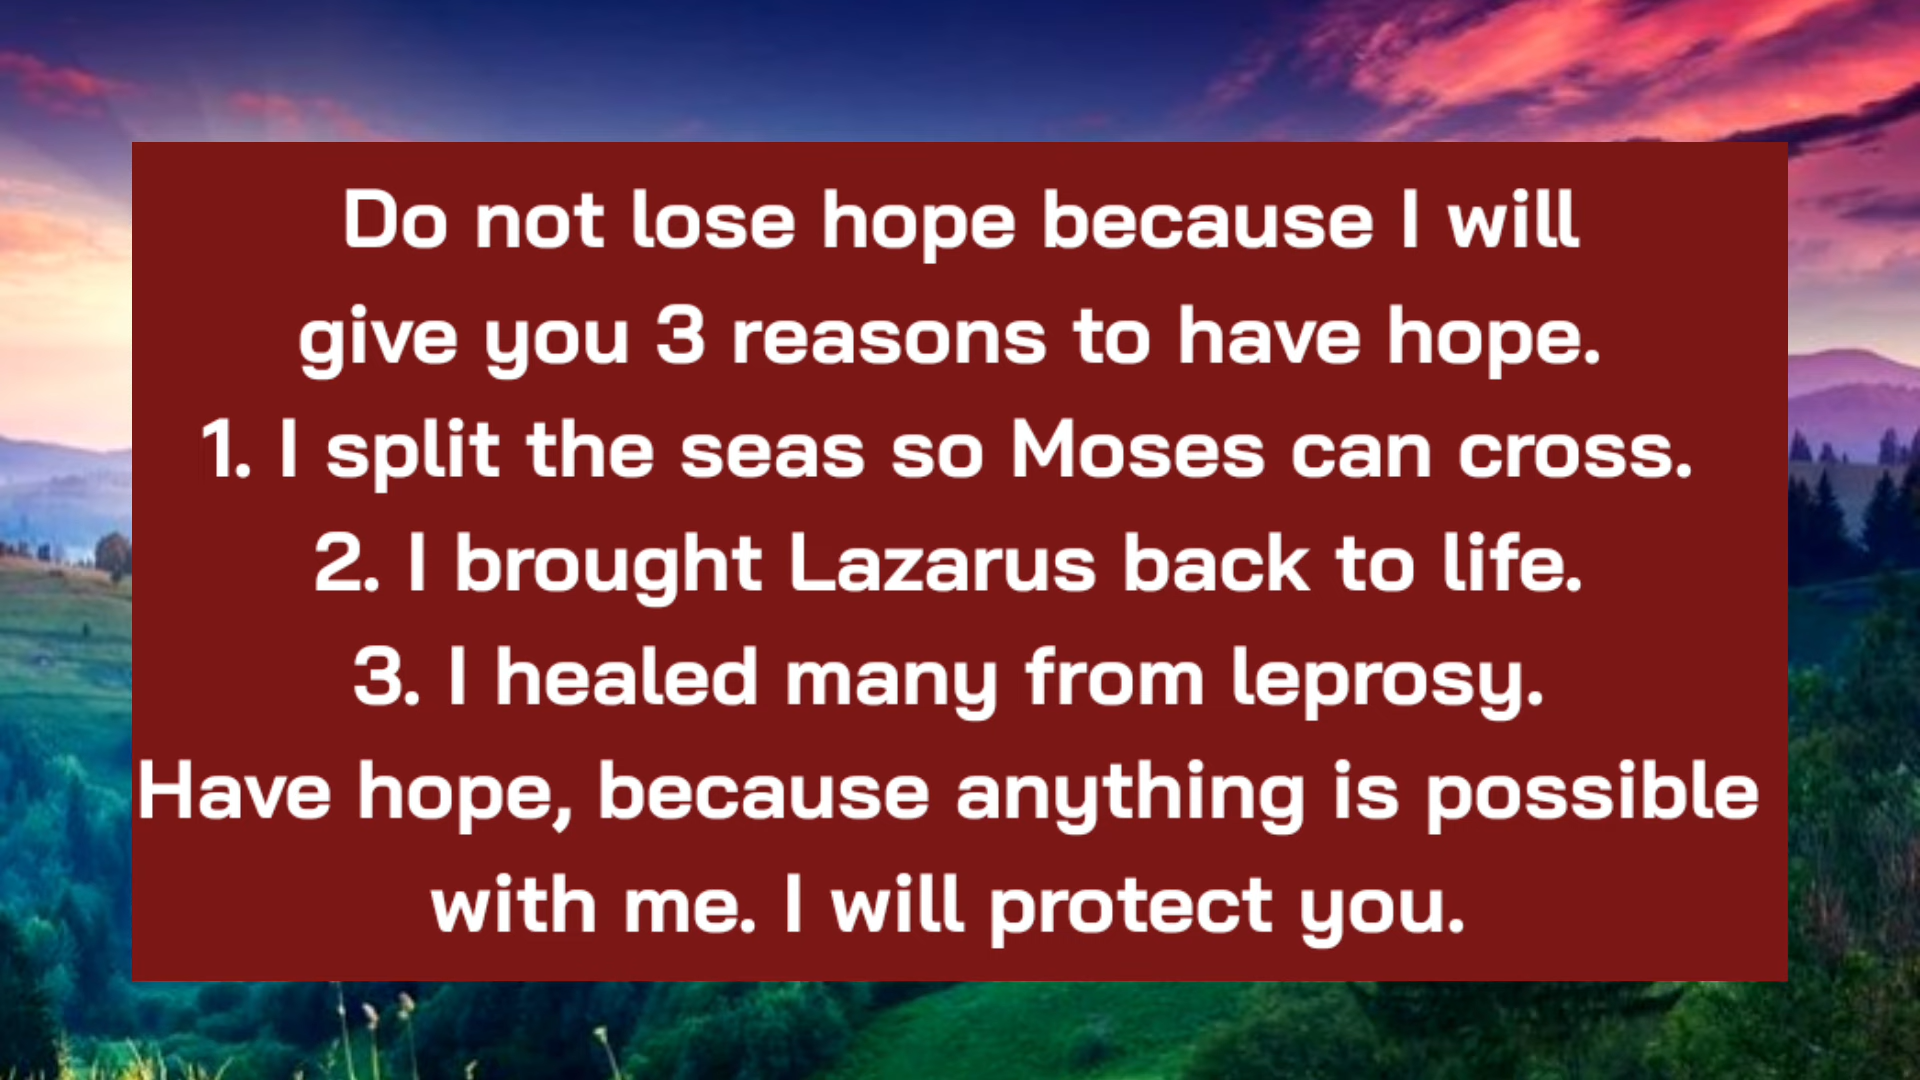 Do not lose hope because I will
give you 3 reasons to have hope.
1. I split the seas so Moses can cross.
2. I brought Lazarus back to life.
3. I healed many from leprosy.
Have hope, because anything is possible
with me. I will protect you.